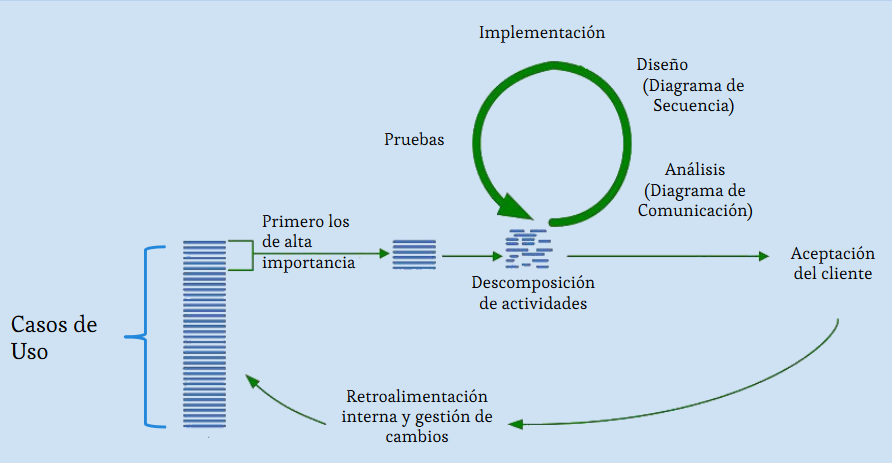 Implementación
Diseño
(Diagrama de
Secuencia)
Pruebas
Análisis
(Diagrama de
Comunicación)
Primero los
de alta
importancia
Descomposición
de actividades
Aceptación
del cliente
Casos de
Uso
Retroalimentación
interna y gestión de
cambios